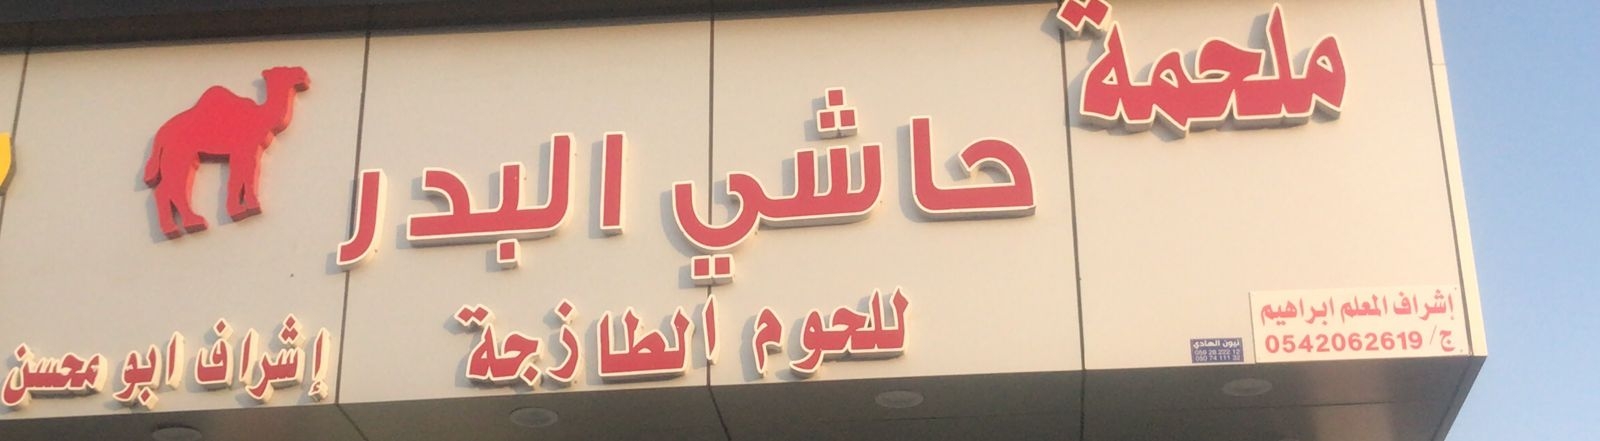 ملحمة
حاشي البدر
للحوم الطازجة
إشراف ابو محسن
إشراف المعلم ابراهيم
ج/ 0542062619
نيون الهادي